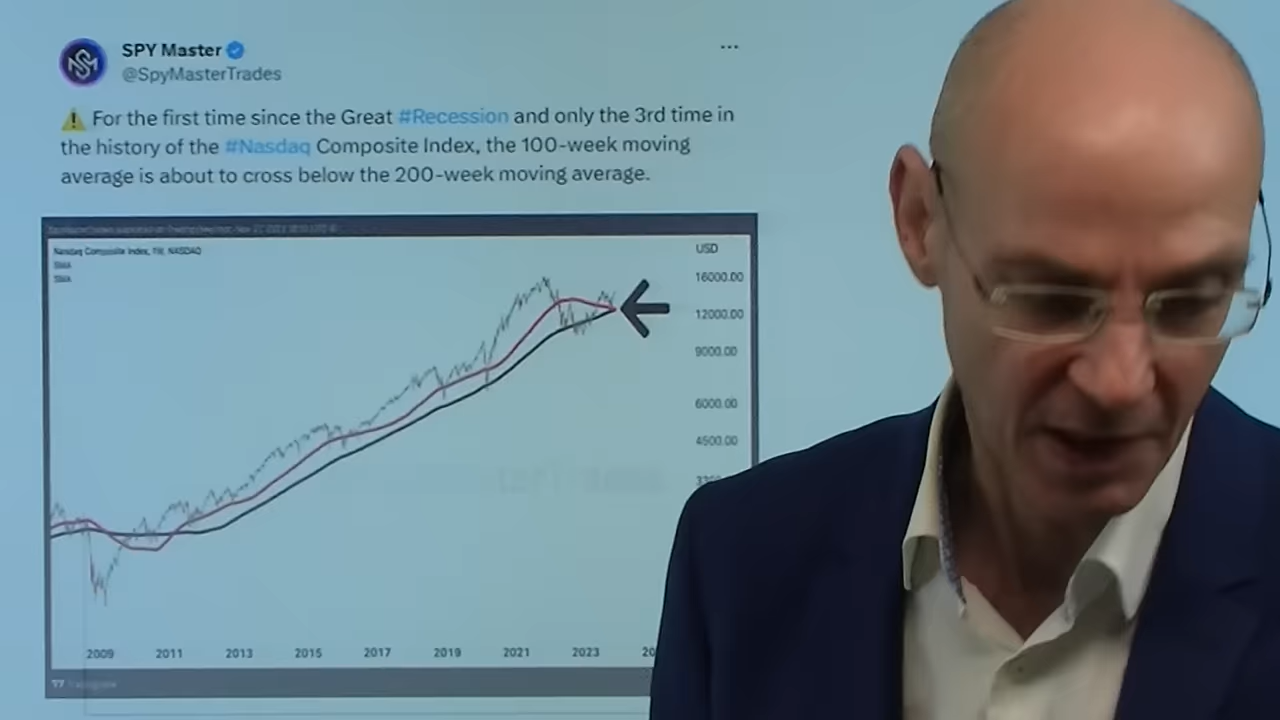 SPY Master
@SpyMasterTrades
⚠️ For the first time since the Great #Recession and only the 3rd time in
the history of the #Nasdaq Composite Index, the 100-week moving
average is about to cross below the 200-week moving average.
Nasdaq Composite Index, 1W, NASDAQ
SMA
SMA
USD
16000.00
12000.00
9000.00
6000.00
4500.00
2009 2011 2013 2015 2017 2019 2021 2023